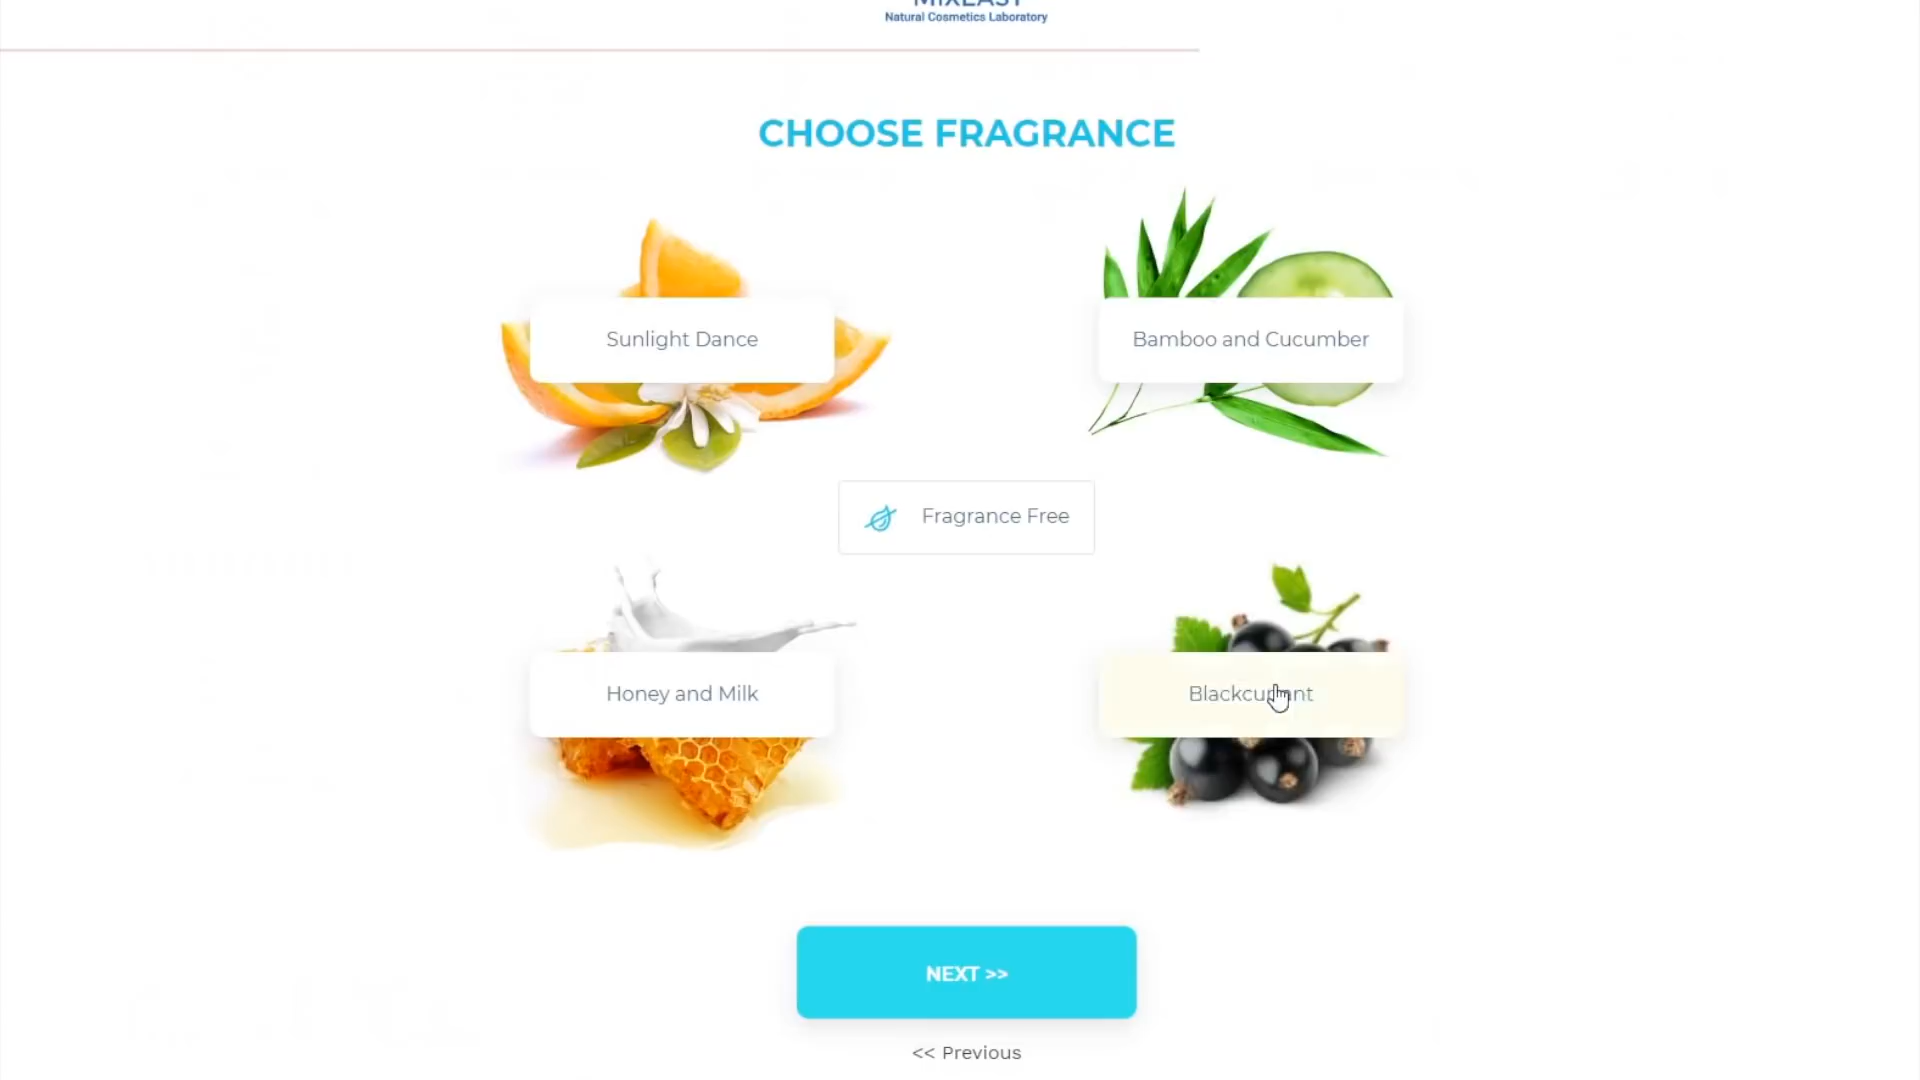 Natural Cosmetics Laboratory
CHOOSE FRAGRANCE
Sunlight Dance
Bamboo and Cucumber
Fragrance Free
Honey and Milk
Blackcurrant
NEXT >>
<< Previous